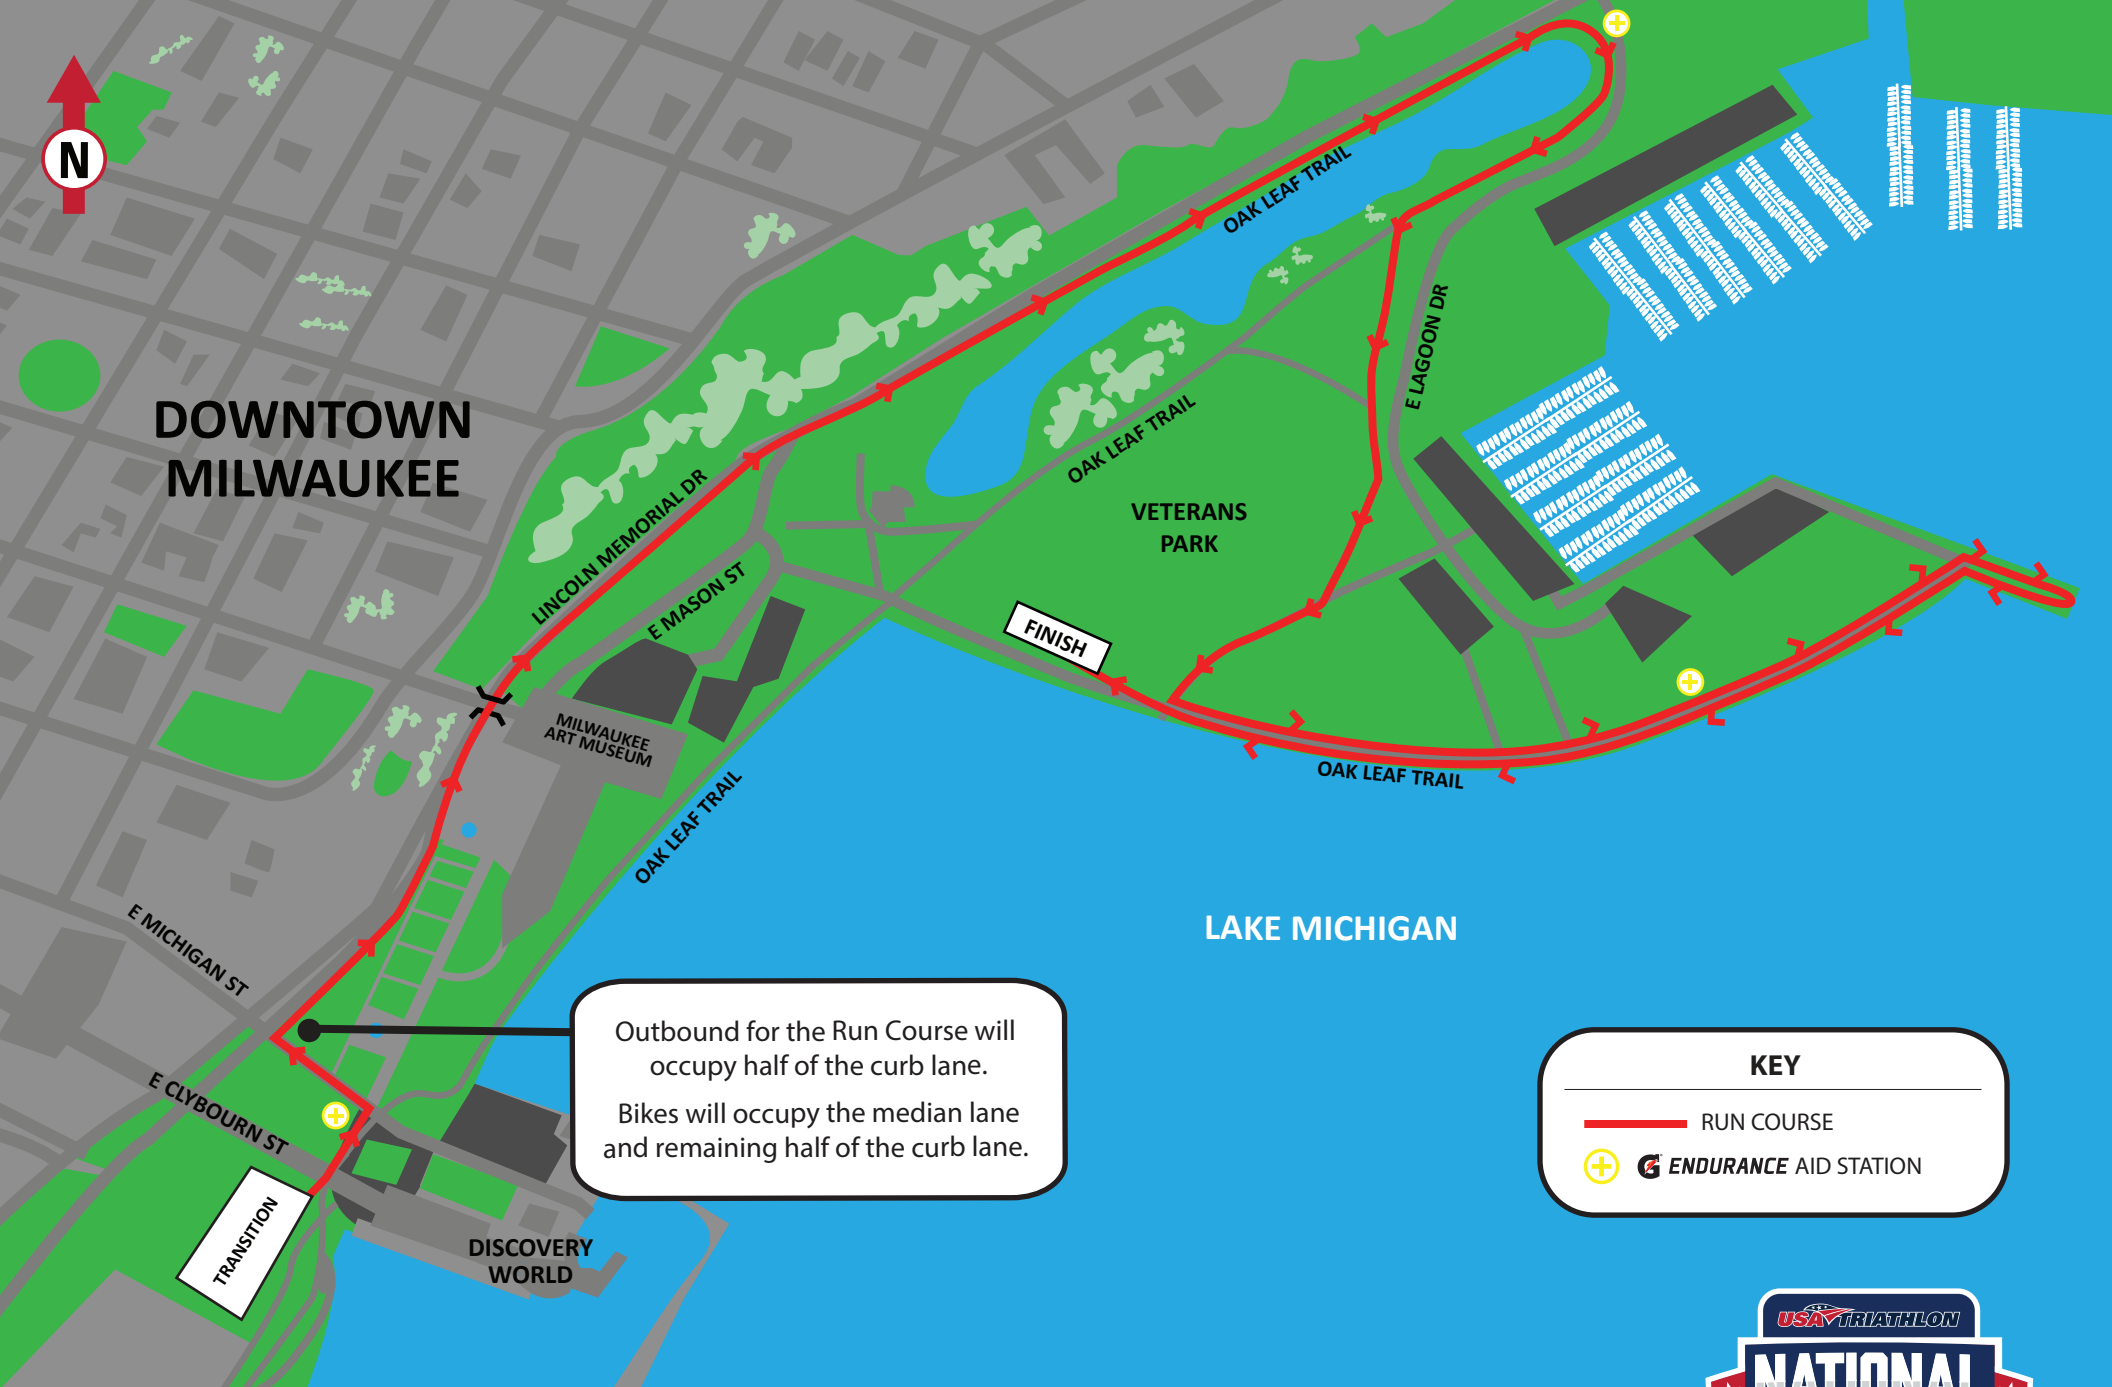 N
DOWNTOWN
MILWAUKEE
OAK LEAF TRAIL
E LAGOON DR
LINCOLN MEMORIAL DR
OAK LEAF TRAIL
VETERANS
PARK
E MASON ST
FINISH
MILWAUKEE
ART MUSEUM
OAK LEAF TRAIL
OAK LEAF TRAIL
E MICHIGAN ST
LAKE MICHIGAN
Outbound for the Run Course will
occupy half of the curb lane.
Bikes will occupy the median lane
and remaining half of the curb lane.
E CLYBOURN ST
TRANSITION
DISCOVERY
WORLD
KEY
RUN COURSE
G ENDURANCE AID STATION
USA TRIATHLON
NATIONAL